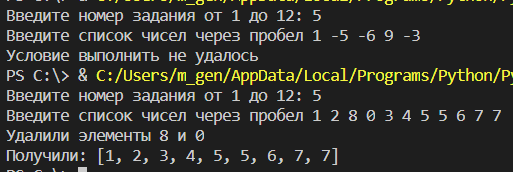 Введите номер задания от 1 до 12: 5
Введите список чисел через пробел 1 -5 -6 9 -3
Условие выполнить не удалось
PS C:\> & C:/Users/m_gen/AppData/Local/Programs/Python/Py
Введите номер задания от 1 до 12: 5
Введите список чисел через пробел 1 2 8 0 3 4 5 5 6 7 7
Удалили элементы 8 и 0
Получили: [1, 2, 3, 4, 5, 5, 6, 7, 7]